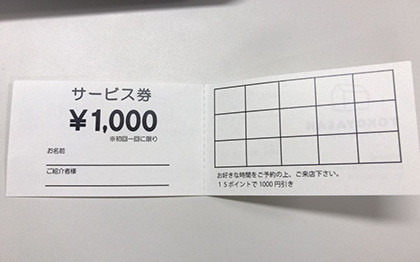 サービス券
¥1,000
※初回一回に限り
お名前
ご紹介者様
お好きな時間をご予約の上、ご来店下さい。
15ポイントで1000円引き